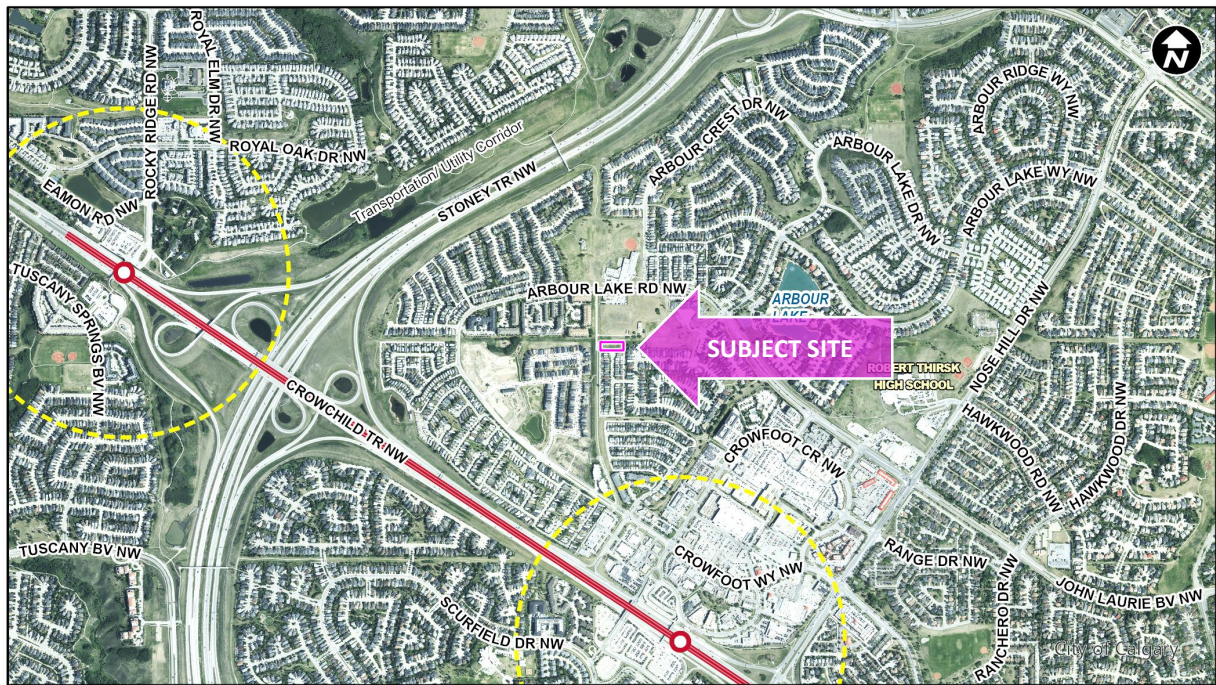 N
ROYAL ELM DR NW
ROCKY RIDGE RD NW
ROYAL OAK DR NW
EAMON RD NW
Transportation/ Utility Corridor
STONEY TR NW
ARBOUR CREST DR NW
ARBOUR RIDGE WY NW
ARBOUR LAKE DR NW
ARBOUR LAKE WY NW
TUSCANY SPRINGS BV NW
ARBOUR LAKE RD NW
ARBOUR
LAKE
SUBJECT SITE
ROBERT THIRSK
HIGH SCHOOL
NOSE HILL DR NW
CROWCHILD TR NW
HAWKWOOD RD NW
HAWKWOOD DR NW
CROWFOOT CR NW
CROWFOOT WY NW
TUSCANY BV NW
SCURFIELD DR NW
RANGE DR NW
RANCHERO DR NW
JOHN LAURIE BV NW
City of Calgary